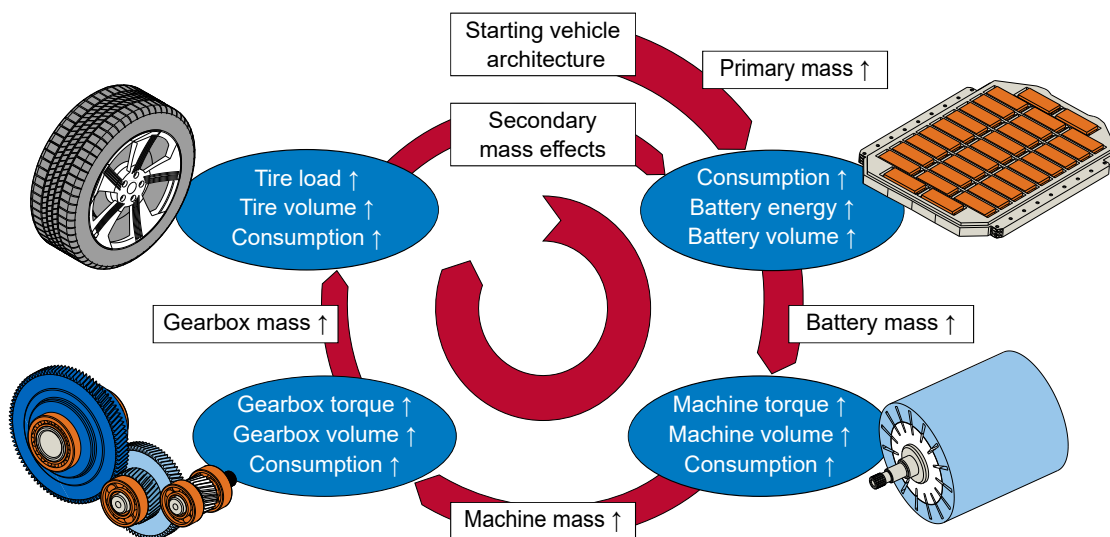 Starting vehicle
architecture
Primary mass ↑
Secondary
mass effects
Tire load ↑
Tire volume ↑
Consumption ↑
Consumption ↑
Battery energy ↑
Battery volume ↑
Gearbox mass ↑
Battery mass ↑
Gearbox torque ↑
Gearbox volume ↑
Consumption ↑
Machine torque ↑
Machine volume ↑
Consumption ↑
Machine mass ↑